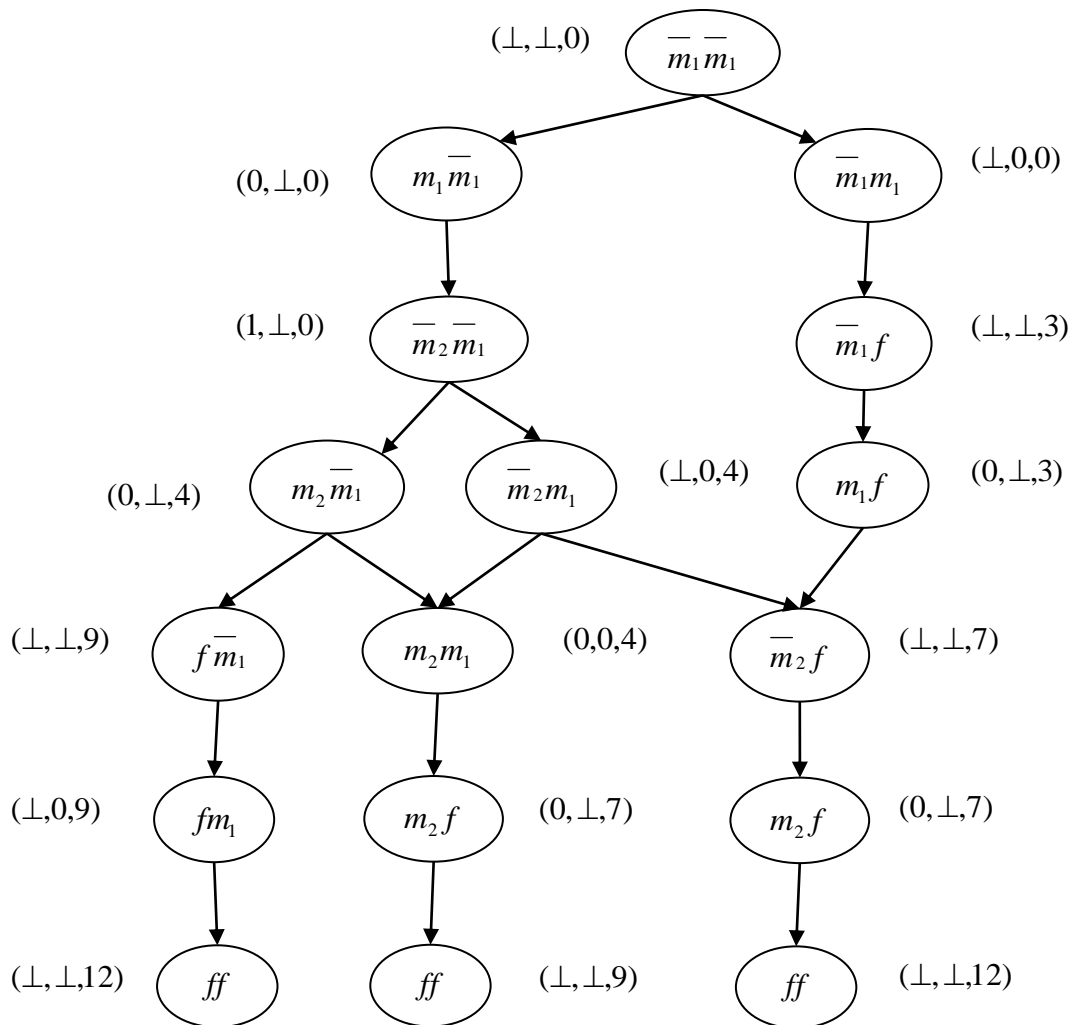 (⊥,⊥,0) m̅₁m̅₁
(0,⊥,0) m₁m̅₁ m̅₁m₁ (⊥,0,0)
(1,⊥,0) m̅₂m̅₁ m̅₁f (⊥,⊥,3)
(0,⊥,4) m₂m̅₁ m̅₂m₁ (⊥,0,4) m₁f (0,⊥,3)
(⊥,⊥,9) fm̅₁ m₂m₁ (0,0,4) m̅₂f (⊥,⊥,7)
(⊥,0,9) fm₁ m₂f (0,⊥,7) m₂f (0,⊥,7)
(⊥,⊥,12) ff ff (⊥,⊥,9) ff (⊥,⊥,12)